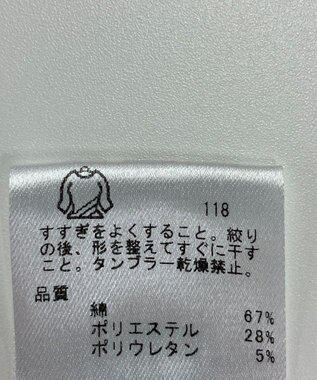 118
すすぎをよくすること。絞り
の後、形を整えてすぐに干す
こと。タンブラー乾燥禁止。
品質
綿 67%
ポリエステル 28%
ポリウレタン 5%